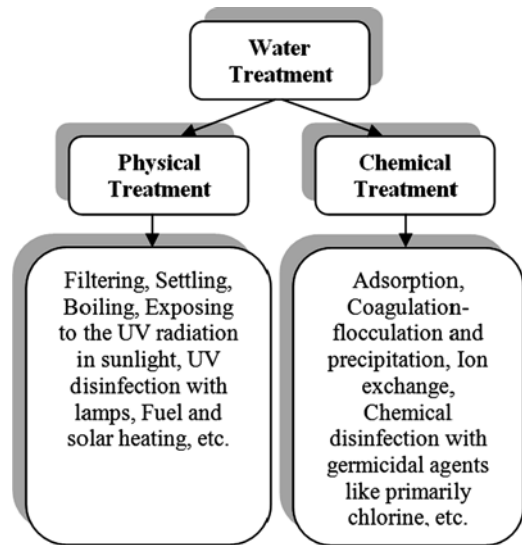 Water
Treatment
Physical
Treatment
Chemical
Treatment
Filtering, Settling,
Boiling, Exposing
to the UV radiation
in sunlight, UV
disinfection with
lamps, Fuel and
solar heating, etc.
Adsorption,
Coagulation-
flocculation and
precipitation, Ion
exchange,
Chemical
disinfection with
germicidal agents
like primarily
chlorine, etc.